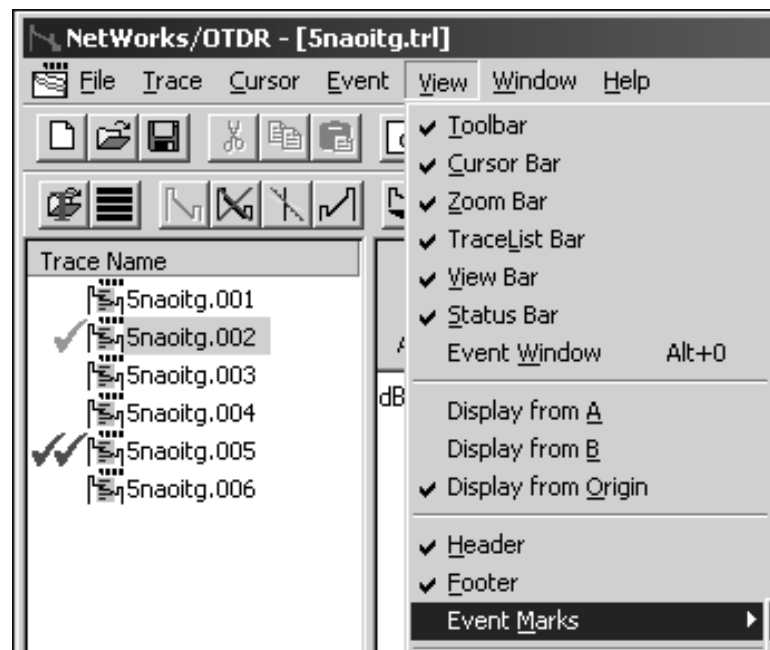 NetWorks/OTDR - [5naoitg.trl]
File Trace Cursor Event View Window Help
Toolbar
Cursor Bar
Zoom Bar
TraceList Bar
View Bar
Status Bar
Event Window Alt+0
Display from A
Display from B
Display from Origin
Header
Footer
Event Marks
Trace Name
5naoitg.001
5naoitg.002
5naoitg.003
5naoitg.004
5naoitg.005
5naoitg.006
dB